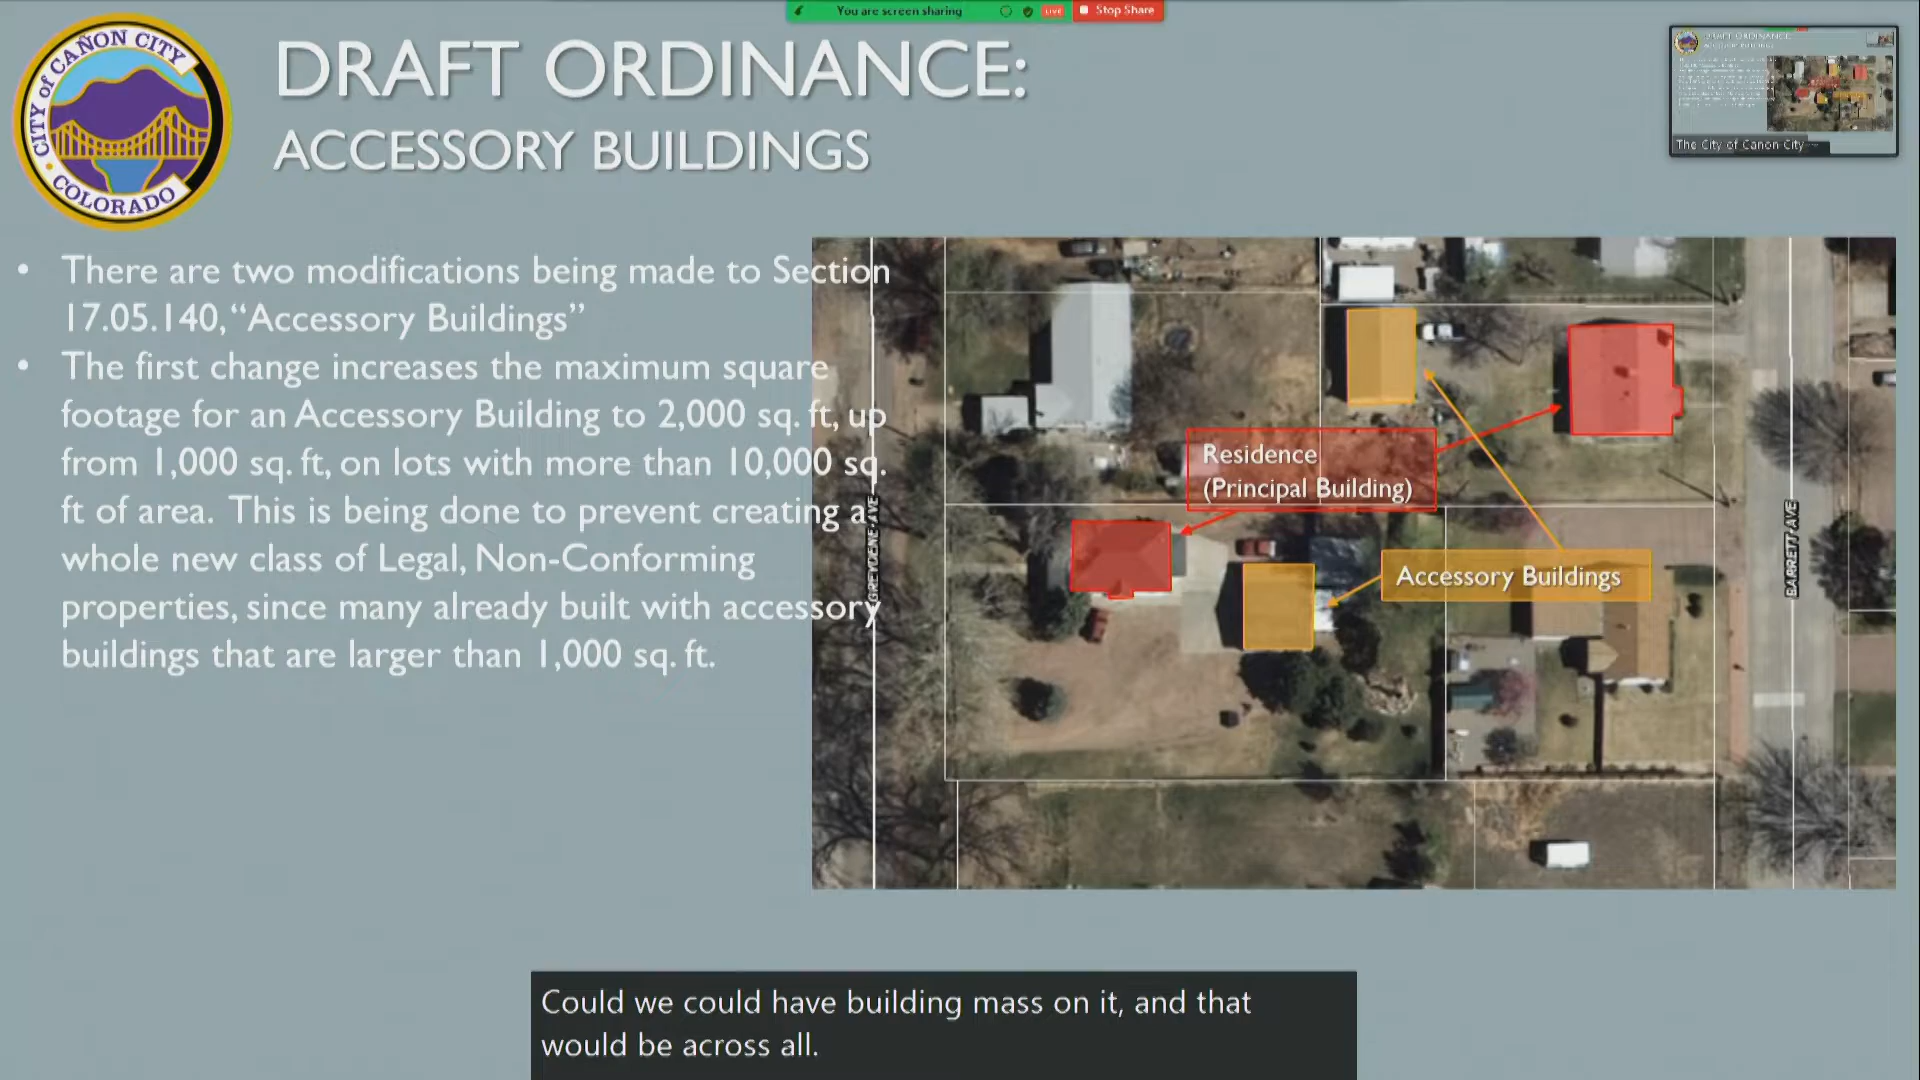 You are screen sharing
LIVE
Stop Share
CITY of CAÑON CITY
COLORADO
DRAFT ORDINANCE:
ACCESSORY BUILDINGS
DRAFT ORDINANCE:
ACCESSORY BUILDINGS
The City of Canon City
• There are two modifications being made to Section
17.05.140, “Accessory Buildings”
• The first change increases the maximum square
footage for an Accessory Building to 2,000 sq. ft, up
from 1,000 sq. ft, on lots with more than 10,000 sq.
ft of area. This is being done to prevent creating a
whole new class of Legal, Non-Conforming
properties, since many already built with accessory
buildings that are larger than 1,000 sq. ft.
GREYDENE AVE
Residence
(Principal Building)
Accessory Buildings
BARRETT AVE
Could we could have building mass on it, and that
would be across all.